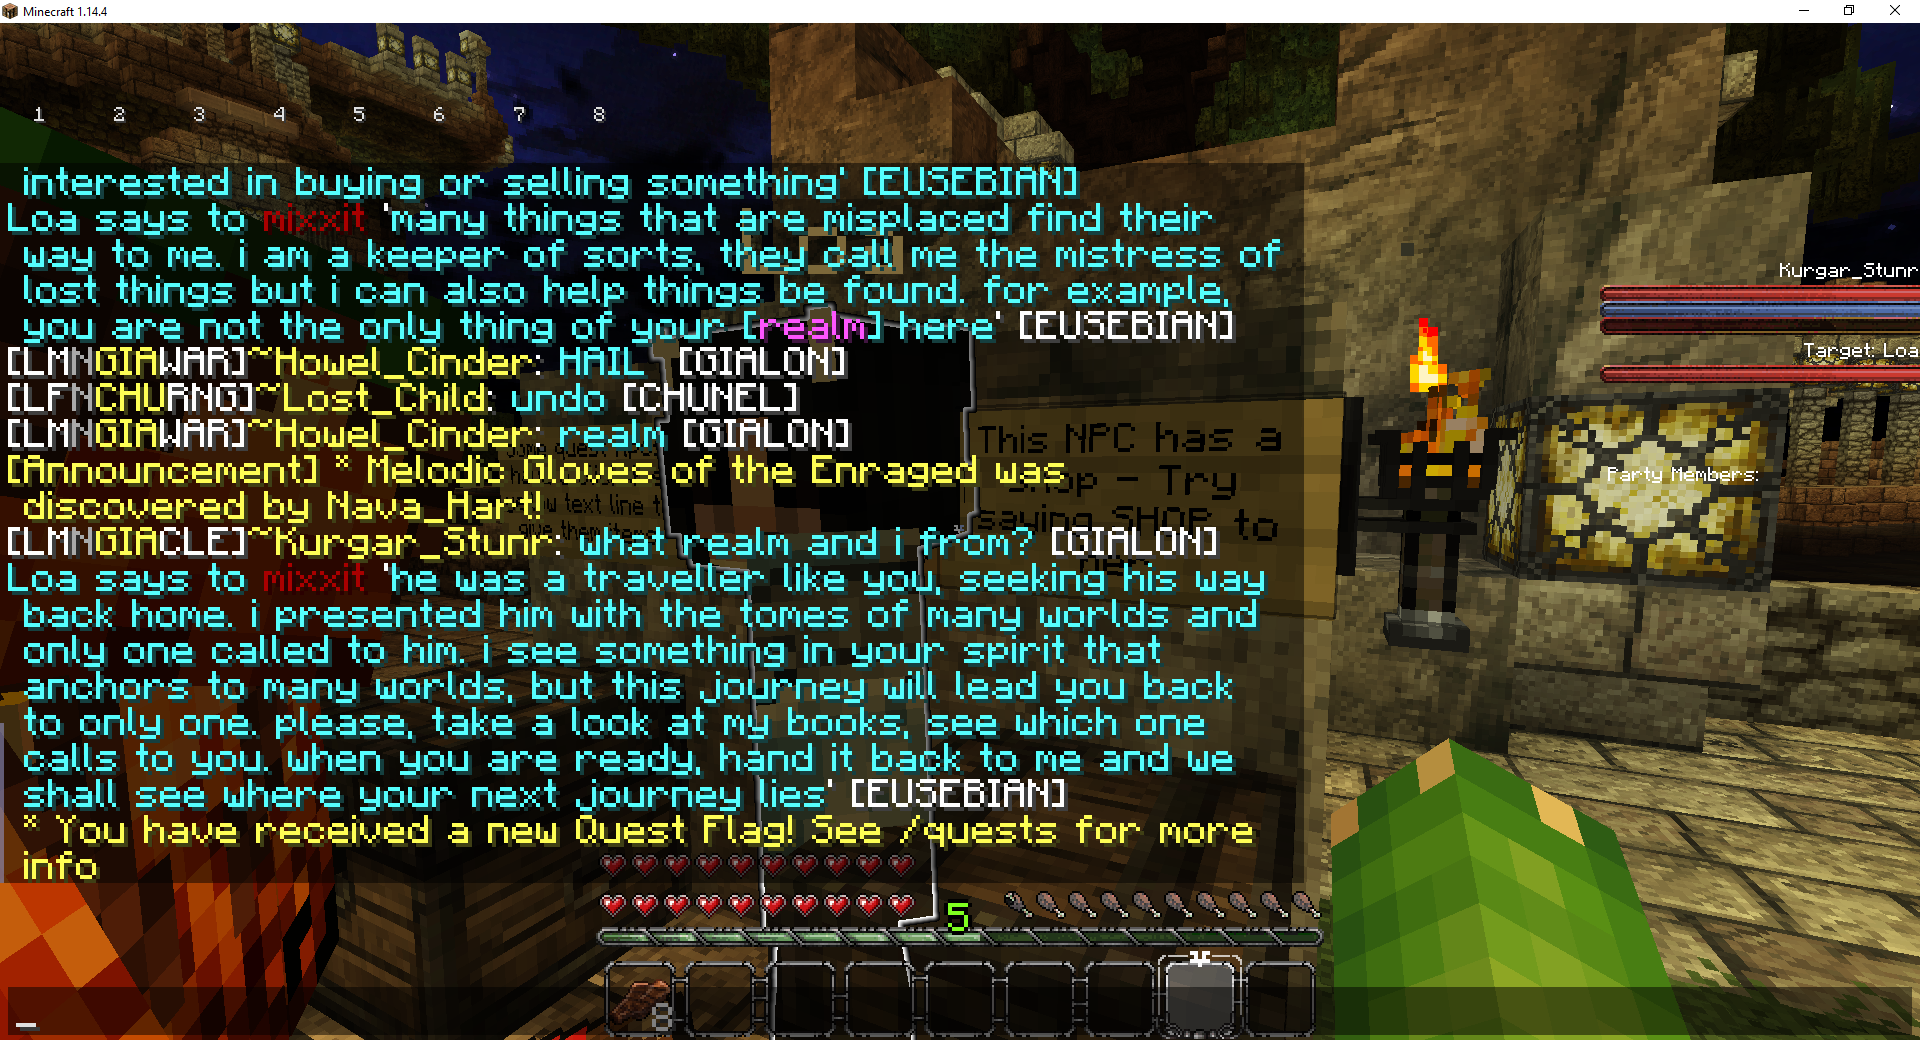 Minecraft 1.14.4
1 2 3 4 5 6 7 8
interested in buying or selling something' [EUSEBIAN]
Loa says to mixxit 'many things that are misplaced find their
way to me. i am a keeper of sorts, they call me the mistress of
lost things but i can also help things be found. for example,
you are not the only thing of your [realm] here' [EUSEBIAN]
[LMNGIAWAR]~Howel_Cinder: HAIL [GIALON]
[LFNCHURNG]~Lost_Child: undo [CHUNEL]
[LMNGIAWAR]~Howel_Cinder: realm [GIALON]
[Announcement] * Melodic Gloves of the Enraged was
discovered by Nava_Hart!
[LMNGIACLE]~Kurgar_Stunr: what realm and i from? [GIALON]
Loa says to mixxit 'he was a traveller like you, seeking his way
back home. i presented him with the tomes of many worlds and
only one called to him. i see something in your spirit that
anchors to many worlds, but this journey will lead you back
to only one. please, take a look at my books, see which one
calls to you. when you are ready, hand it back to me and we
shall see where your next journey lies' [EUSEBIAN]
* You have received a new Quest Flag! See /quests for more
info
This NPC has a
shop - Try
saying SHOP to
text line
give them items
Kurgar_Stunr
Target: Loa
Party Members:
5
8